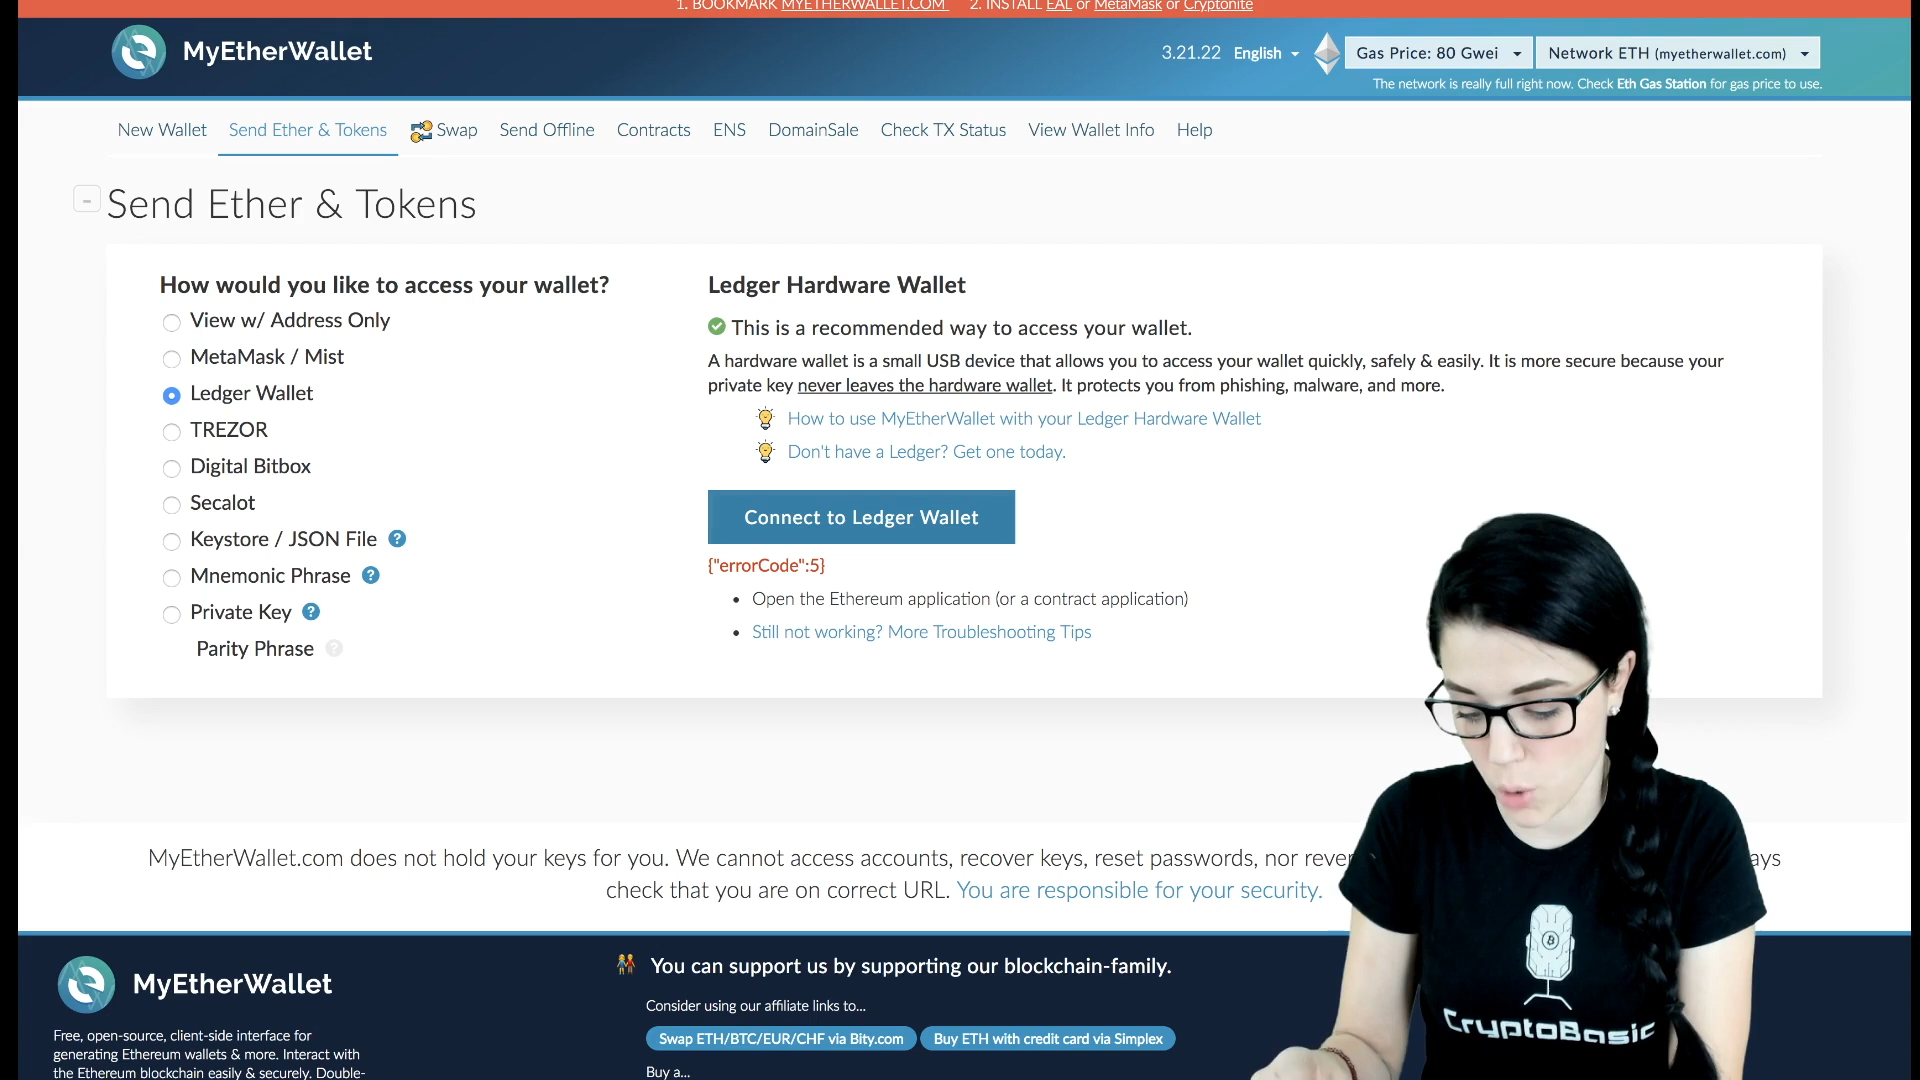 1. BOOKMARK MYETHERWALLET.COM 2. INSTALL EAL or MetaMask or Cryptonite
MyEtherWallet
3.21.22 English Gas Price: 80 Gwei Network ETH (myetherwallet.com)
The network is really full right now. Check Eth Gas Station for gas price to use.
New Wallet Send Ether & Tokens Swap Send Offline Contracts ENS DomainSale Check TX Status View Wallet Info Help
- Send Ether & Tokens
How would you like to access your wallet?
View w/ Address Only
MetaMask / Mist
Ledger Wallet
TREZOR
Digital Bitbox
Secalot
Keystore / JSON File ?
Mnemonic Phrase ?
Private Key ?
Parity Phrase ?
Ledger Hardware Wallet
This is a recommended way to access your wallet.
A hardware wallet is a small USB device that allows you to access your wallet quickly, safely & easily. It is more secure because your
private key never leaves the hardware wallet. It protects you from phishing, malware, and more.
How to use MyEtherWallet with your Ledger Hardware Wallet
Don't have a Ledger? Get one today.
Connect to Ledger Wallet
{"errorCode":5}
• Open the Ethereum application (or a contract application)
• Still not working? More Troubleshooting Tips
MyEtherWallet.com does not hold your keys for you. We cannot access accounts, recover keys, reset passwords, nor rever ays
check that you are on correct URL. You are responsible for your security.
MyEtherWallet
Free, open-source, client-side interface for
generating Ethereum wallets & more. Interact with
the Ethereum blockchain easily & securely. Double-
You can support us by supporting our blockchain-family.
Consider using our affiliate links to...
Swap ETH/BTC/EUR/CHF via Bity.com Buy ETH with credit card via Simplex
Buy a...
CryptoBasic